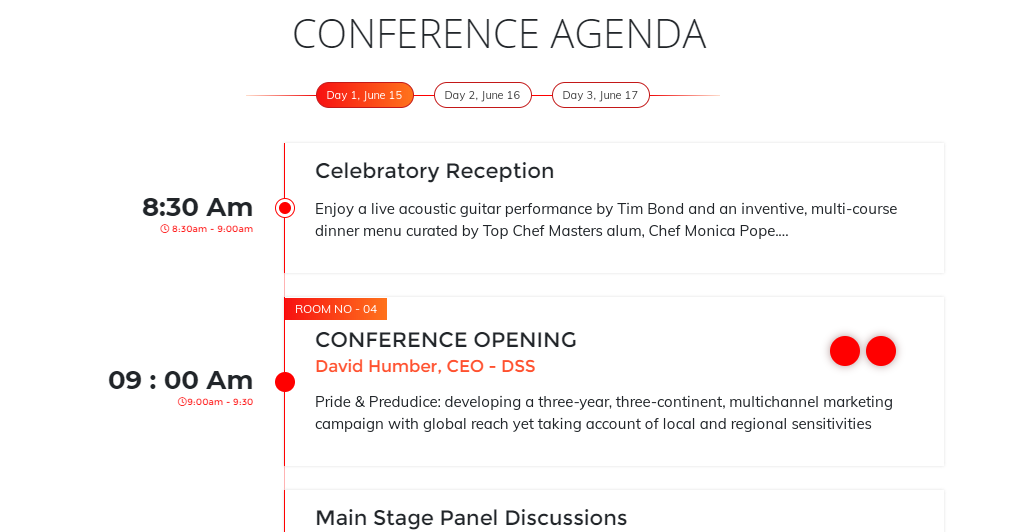 CONFERENCE AGENDA
Day 1, June 15
Day 2, June 16
Day 3, June 17
8:30 Am
8:30am - 9:00am
Celebratory Reception
Enjoy a live acoustic guitar performance by Tim Bond and an inventive, multi-course
dinner menu curated by Top Chef Masters alum, Chef Monica Pope....
09 : 00 Am
9:00am - 9:30
ROOM NO - 04
CONFERENCE OPENING
David Humber, CEO - DSS
Pride & Predudice: developing a three-year, three-continent, multichannel marketing
campaign with global reach yet taking account of local and regional sensitivities
Main Stage Panel Discussions